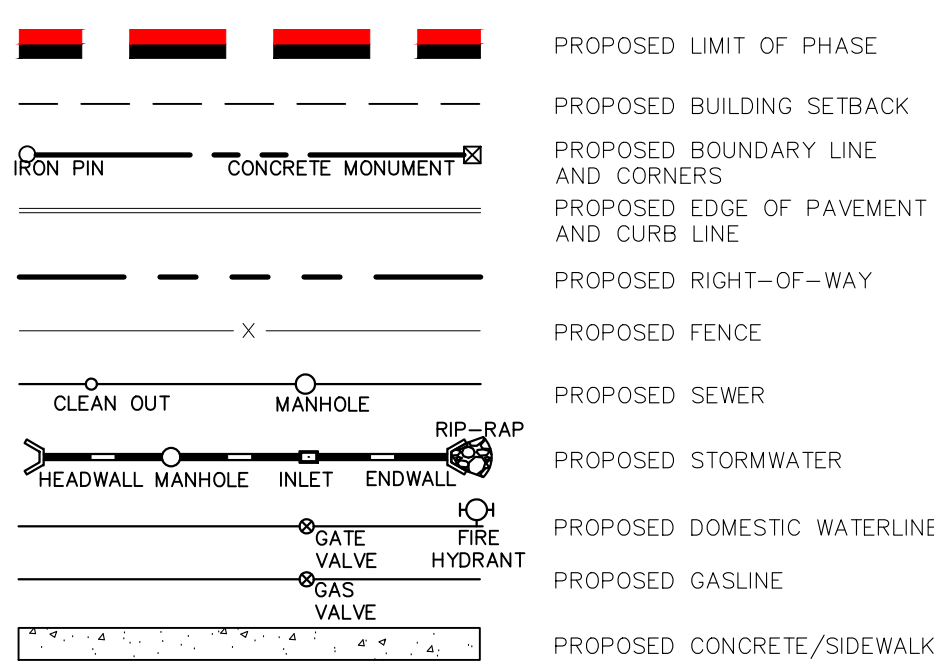 PROPOSED LIMIT OF PHASE
PROPOSED BUILDING SETBACK
IRON PIN
CONCRETE MONUMENT
PROPOSED BOUNDARY LINE
AND CORNERS
PROPOSED EDGE OF PAVEMENT
AND CURB LINE
PROPOSED RIGHT-OF-WAY
X
PROPOSED FENCE
CLEAN OUT
MANHOLE
PROPOSED SEWER
RIP-RAP
HEADWALL
MANHOLE
INLET
ENDWALL
PROPOSED STORMWATER
GATE
VALVE
FIRE
HYDRANT
PROPOSED DOMESTIC WATERLINE
GAS
VALVE
PROPOSED GASLINE
PROPOSED CONCRETE/SIDEWALK